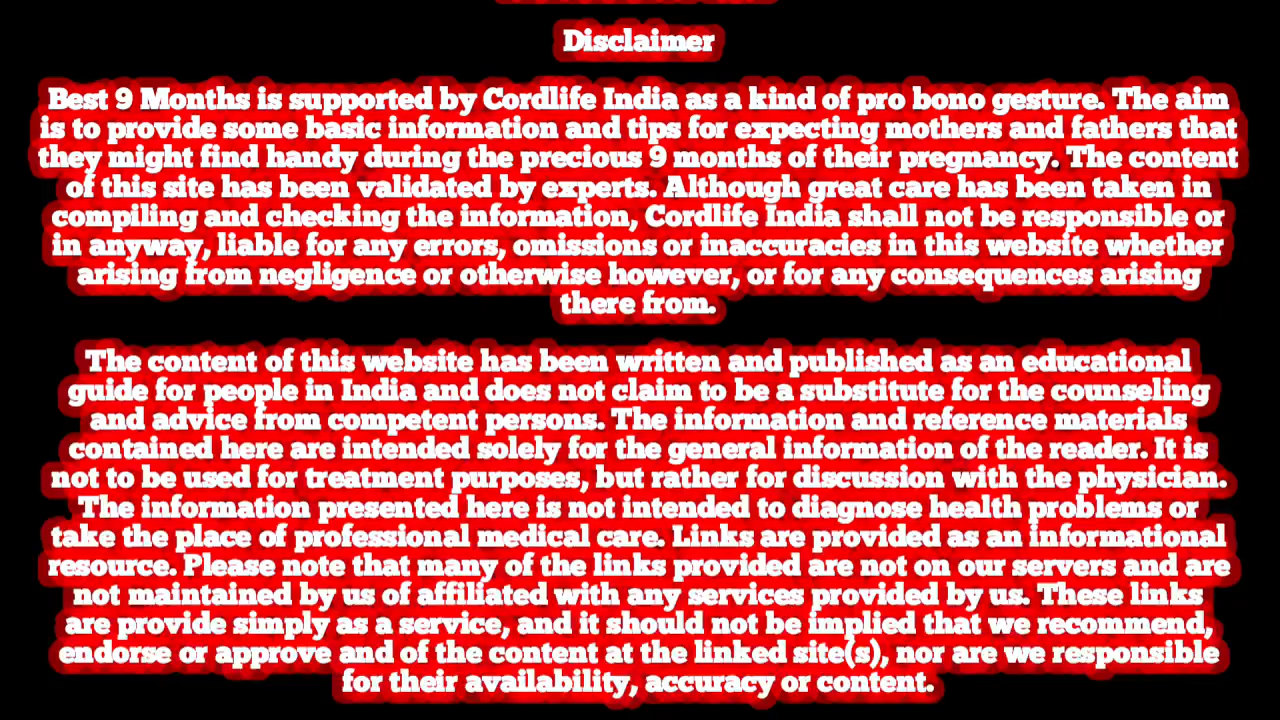 Disclaimer
Best 9 Months is supported by Cordlife India as a kind of pro bono gesture. The aim
is to provide some basic information and tips for expecting mothers and fathers that
they might find handy during the precious 9 months of their pregnancy. The content
of this site has been validated by experts. Although great care has been taken in
compiling and checking the information, Cordlife India shall not be responsible or
in anyway, liable for any errors, omissions or inaccuracies in this website whether
arising from negligence or otherwise however, or for any consequences arising
there from.
The content of this website has been written and published as an educational
guide for people in India and does not claim to be a substitute for the counseling
and advice from competent persons. The information and reference materials
contained here are intended solely for the general information of the reader. It is
not to be used for treatment purposes, but rather for discussion with the physician.
The information presented here is not intended to diagnose health problems or
take the place of professional medical care. Links are provided as an informational
resource. Please note that many of the links provided are not on our servers and are
not maintained by us of affiliated with any services provided by us. These links
are provide simply as a service, and it should not be implied that we recommend,
endorse or approve and of the content at the linked site(s), nor are we responsible
for their availability, accuracy or content.